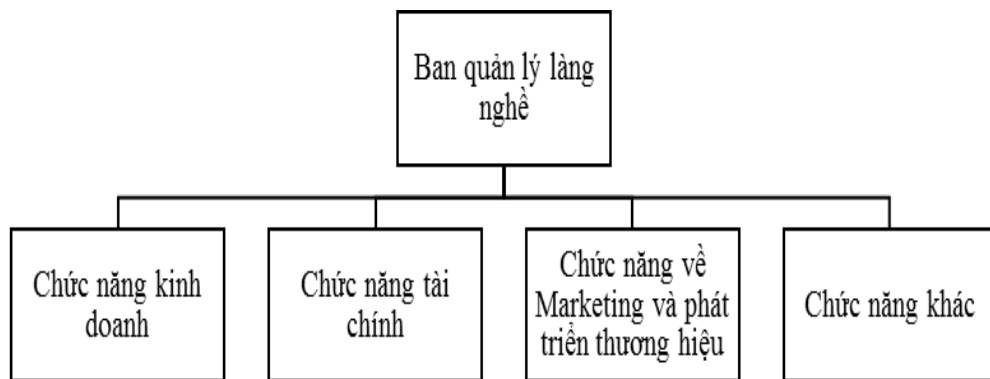 Ban quản lý làng
nghề
Chức năng kinh
doanh
Chức năng tài
chính
Chức năng về
Marketing và phát
triển thương hiệu
Chức năng khác